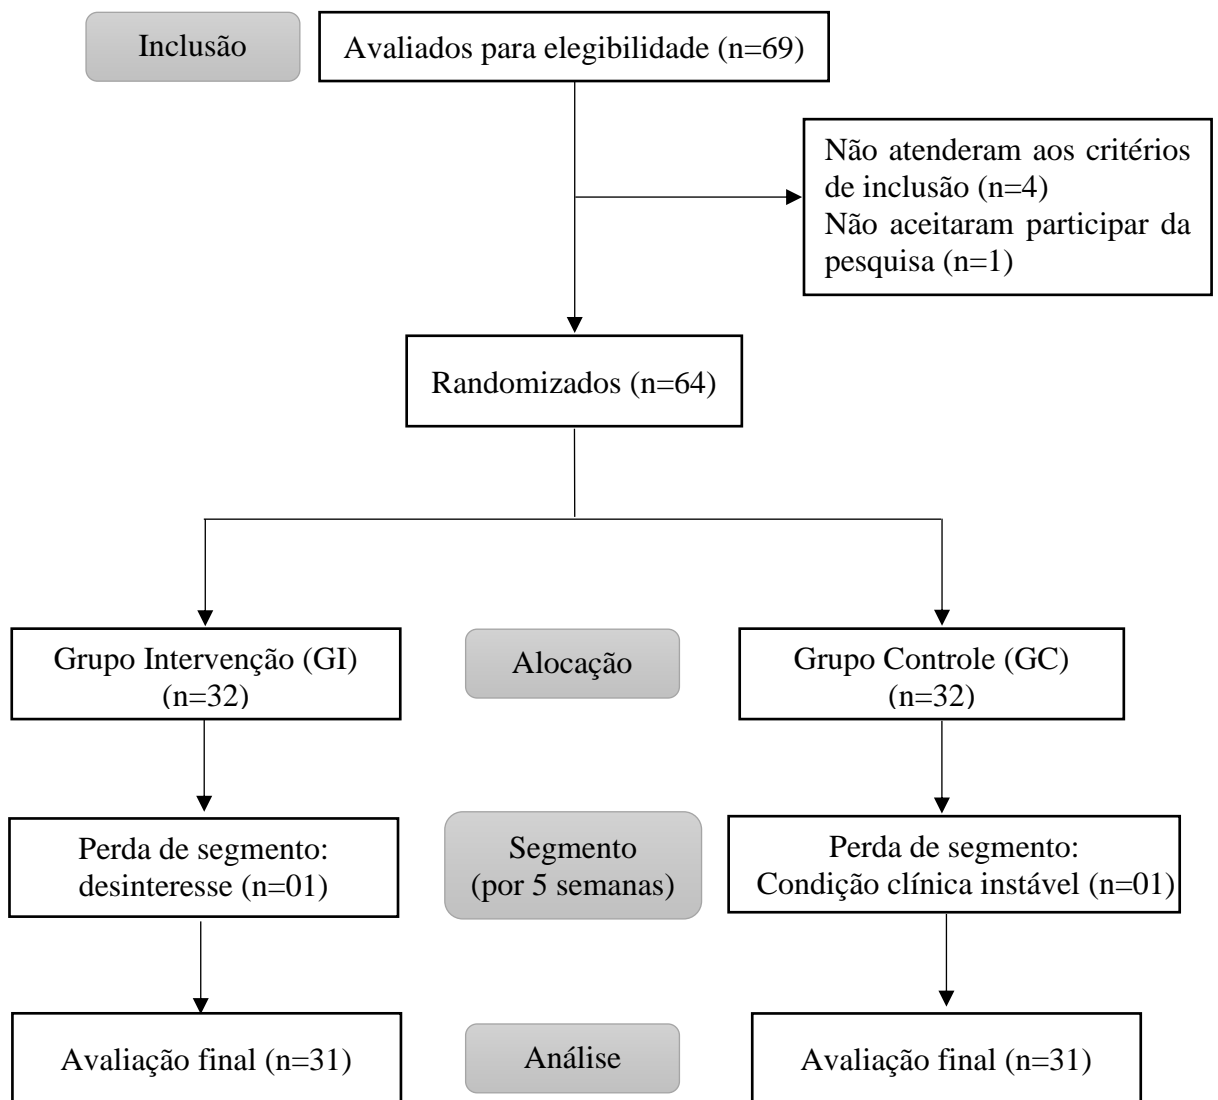 Inclusão
Avaliados para elegibilidade (n=69)
Não atenderam aos critérios
de inclusão (n=4)
Não aceitaram participar da
pesquisa (n=1)
Randomizados (n=64)
Grupo Intervenção (GI)
(n=32)
Alocação
Grupo Controle (GC)
(n=32)
Perda de segmento:
desinteresse (n=01)
Segmento
(por 5 semanas)
Perda de segmento:
Condição clínica instável (n=01)
Avaliação final (n=31)
Análise
Avaliação final (n=31)